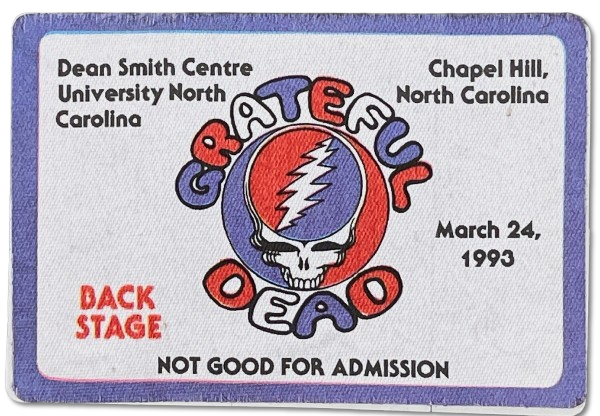 Dean Smith Centre
University North
Carolina
Chapel Hill,
North Carolina
GRATEFUL
DEAD
March 24,
1993
BACK
STAGE
NOT GOOD FOR ADMISSION